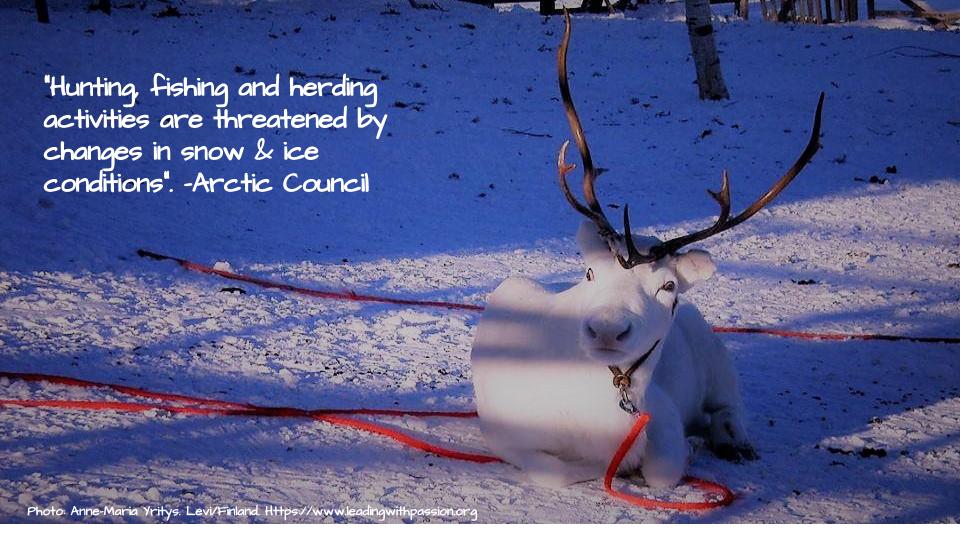 "Hunting, fishing and herding
activities are threatened by
changes in snow & ice
conditions". -Arctic Council
Photo: Anne-Maria Yritys. Levi/Finland. Https://www.leadingwithpassion.org